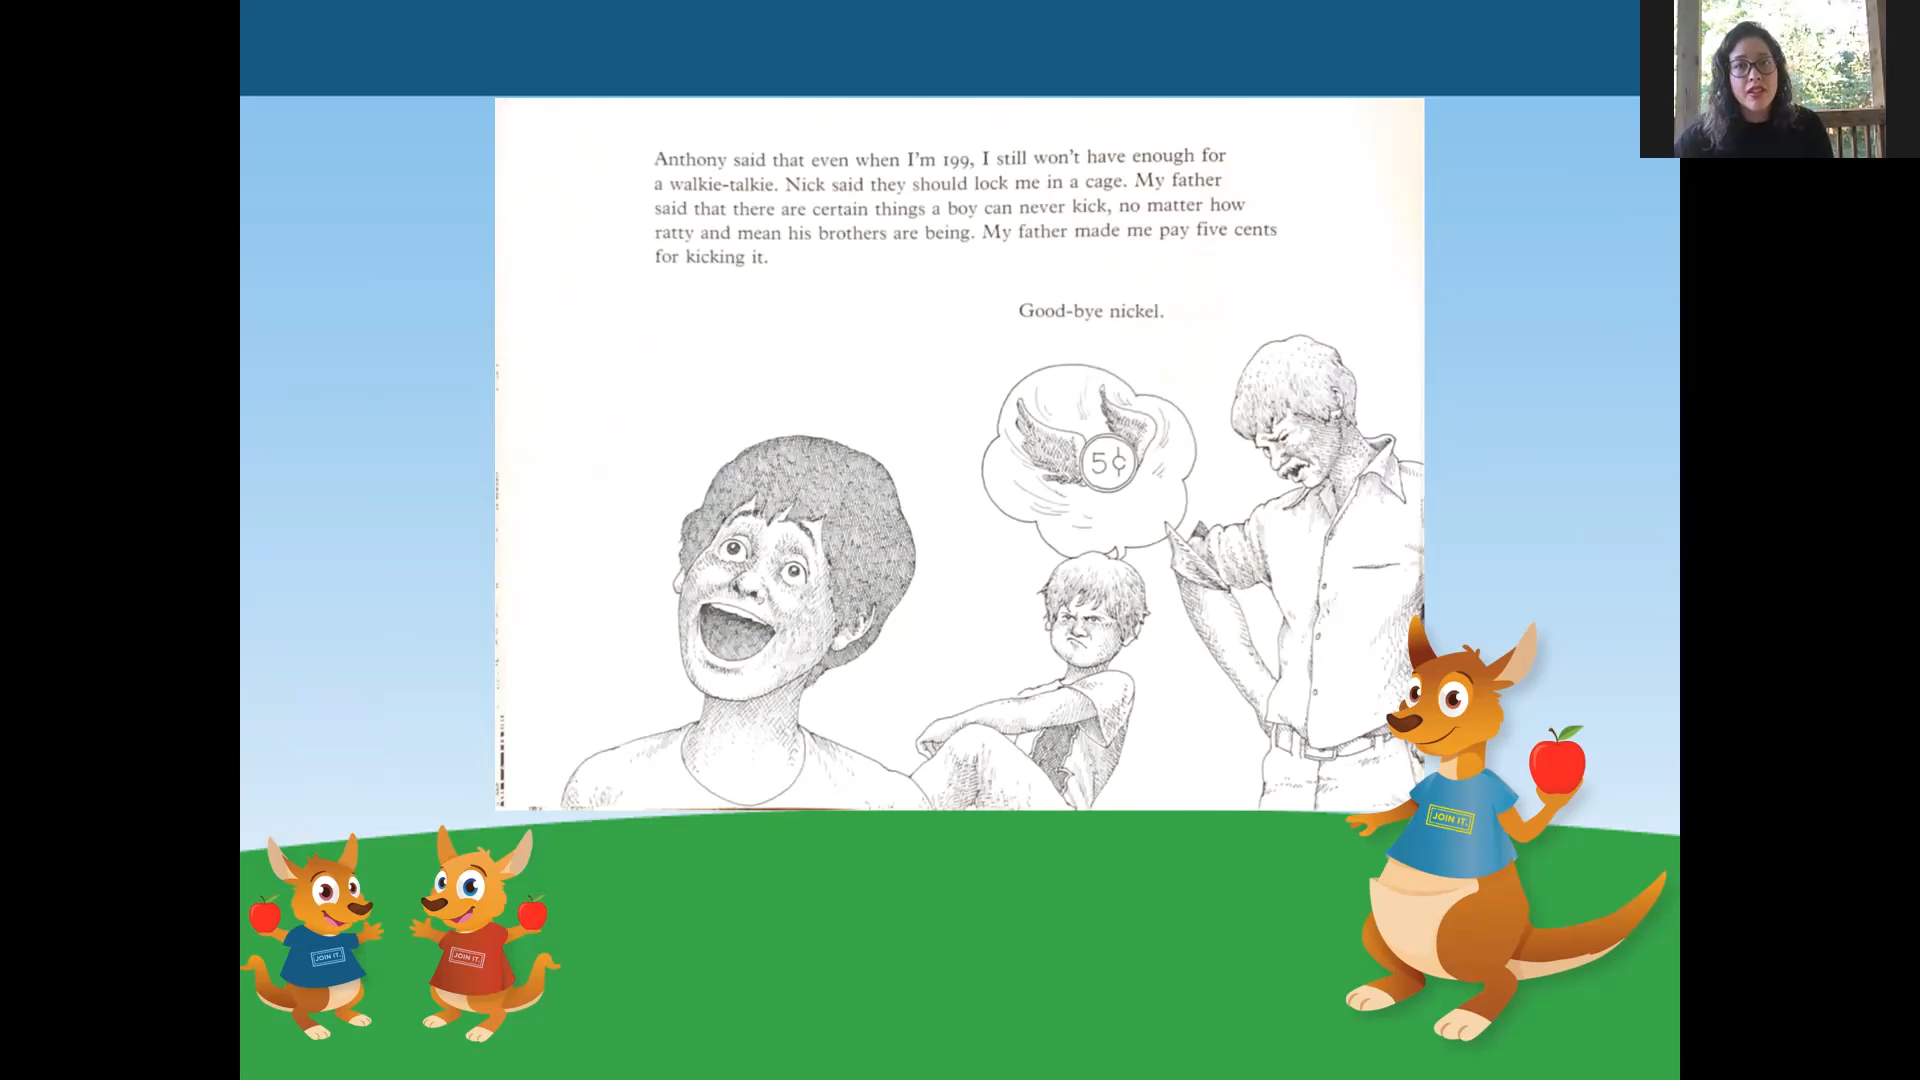 Anthony said that even when I'm 199, I still won't have enough for
a walkie-talkie. Nick said they should lock me in a cage. My father
said that there are certain things a boy can never kick, no matter how
ratty and mean his brothers are being. My father made me pay five cents
for kicking it.
Good-bye nickel.
5¢
JOIN IT.
JOIN IT.
JOIN IT.